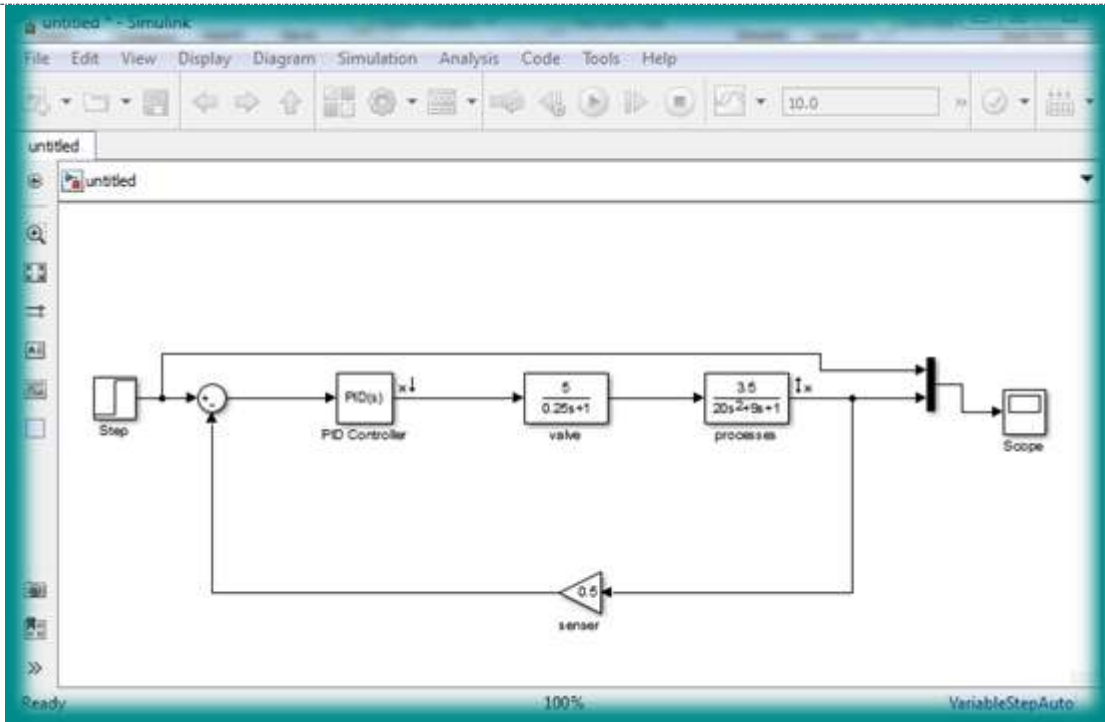 untitled * - Simulink
File Edit View Display Diagram Simulation Analysis Code Tools Help
10.0 »
untitled
untitled
Step
+
-
PID(s)
PID Controller
5
0.25s+1
valve
3.5
20s2+9s+1
processes
Scope
0.5
senser
»
Ready 100% VariableStepAuto